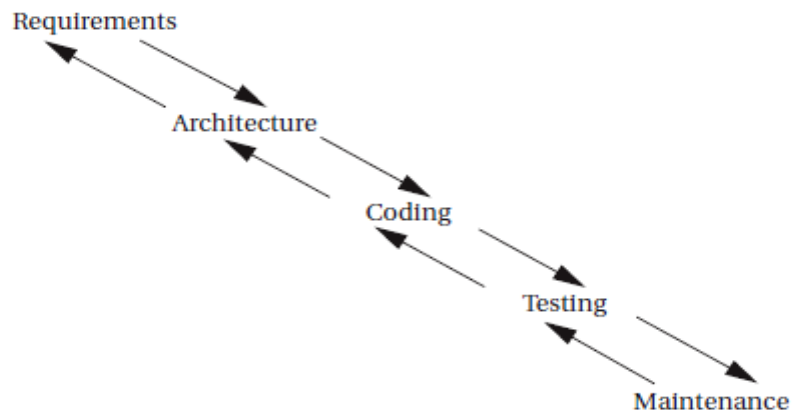 Requirements
Architecture
Coding
Testing
Maintenance